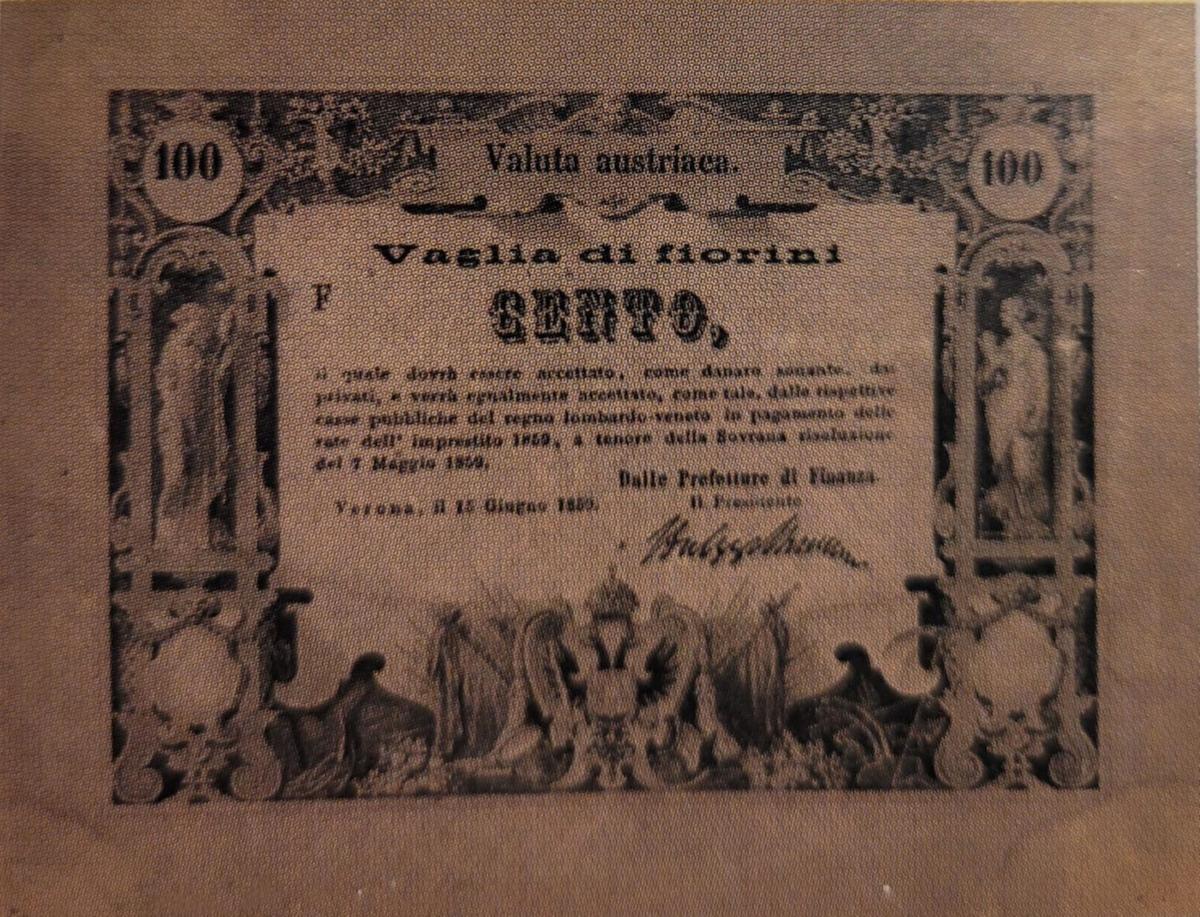 100 Valuta austriaca. 100
Vaglia di fiorini
F CENTO,
il quale dovrà essere accettato, come danaro sonante, dai
privati, e verrà egualmente accettato, come tale, dalle rispettive
casse pubbliche del regno lombardo-veneto in pagamento delle
rate dell' imprestito 1859, a tenore della Sovrana risoluzione
del 7 Maggio 1859.
Dalle Prefetture di Finanza.
Verona, il 15 Giugno 1859.
Il Presidente